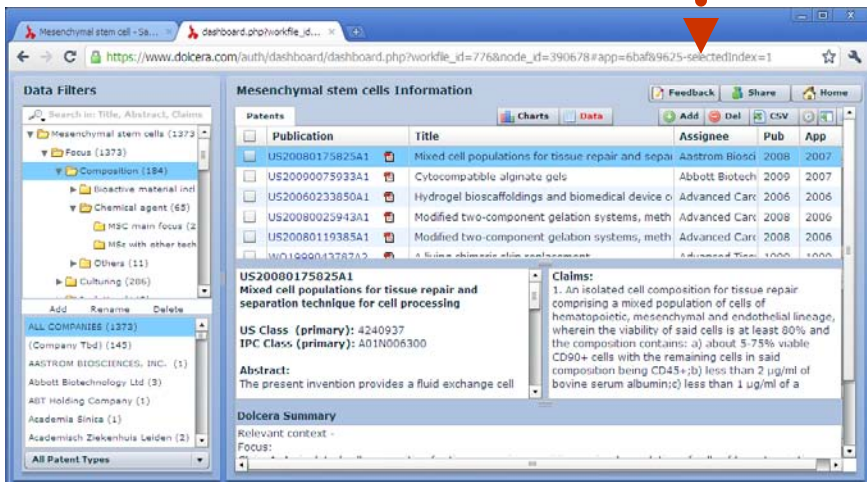 Mesenchymal stem cell - Sa...
dashboard.php?workfile_id...
https://www.dolcera.com/auth/dashboard/dashboard.php?workfile_id=776&node_id=390678#app=6baf&9625-selectedIndex=1
Data Filters
Search in: Title, Abstract, Claims
Mesenchymal stem cells (1373
Focus (1373)
Composition (184)
Bioactive material incl
Chemical agent (65)
MSC main focus (2
MSc with other tech
Others (11)
Culturing (206)
Add Rename Delete
ALL COMPANIES (1373)
(Company Tbd) (145)
AASTROM BIOSCIENCES, INC. (1)
Abbott Biotechnology Ltd (3)
ABT Holding Company (1)
Academia Sinica (1)
Academisch Ziekenhuis Leiden (2)
All Patent Types
Mesenchymal stem cells Information
Feedback Share Home
Patents Charts Data Add Del CSV
Publication Title Assignee Pub App
US20080175825A1 Mixed cell populations for tissue repair and sepa Aastrom Biosci 2008 2007
US20090075933A1 Cytocompatible alginate gels Abbott Biotech 2009 2007
US20060233850A1 Hydrogel bioscaffoldings and biomedical device c Advanced Card 2006 2006
US20080025943A1 Modified two-component gelation systems, meth Advanced Card 2008 2006
US20080119385A1 Modified two-component gelation systems, meth Advanced Card 2008 2006
WO1999043787A2 A living chimeric skin replacement Advanced Tiss 1999 1999
US20080175825A1
Mixed cell populations for tissue repair and
separation technique for cell processing
US Class (primary): 4240937
IPC Class (primary): A01N006300
Abstract:
The present invention provides a fluid exchange cell
Claims:
1. An isolated cell composition for tissue repair
comprising a mixed population of cells of
hematopoietic, mesenchymal and endothelial lineage,
wherein the viability of said cells is at least 80% and
the composition contains: a) about 5-75% viable
CD90+ cells with the remaining cells in said
composition being CD45+;b) less than 2 µg/ml of
bovine serum albumin;c) less than 1 µg/ml of a
Dolcera Summary
Relevant context -
Focus: